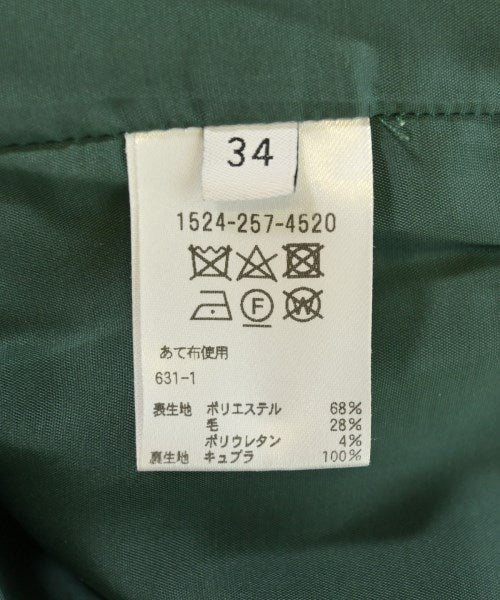 34
1524-257-4520
F W
あて布使用
631-1
表生地 ポリエステル 68%
毛 28%
ポリウレタン 4%
裏生地 キュプラ 100%